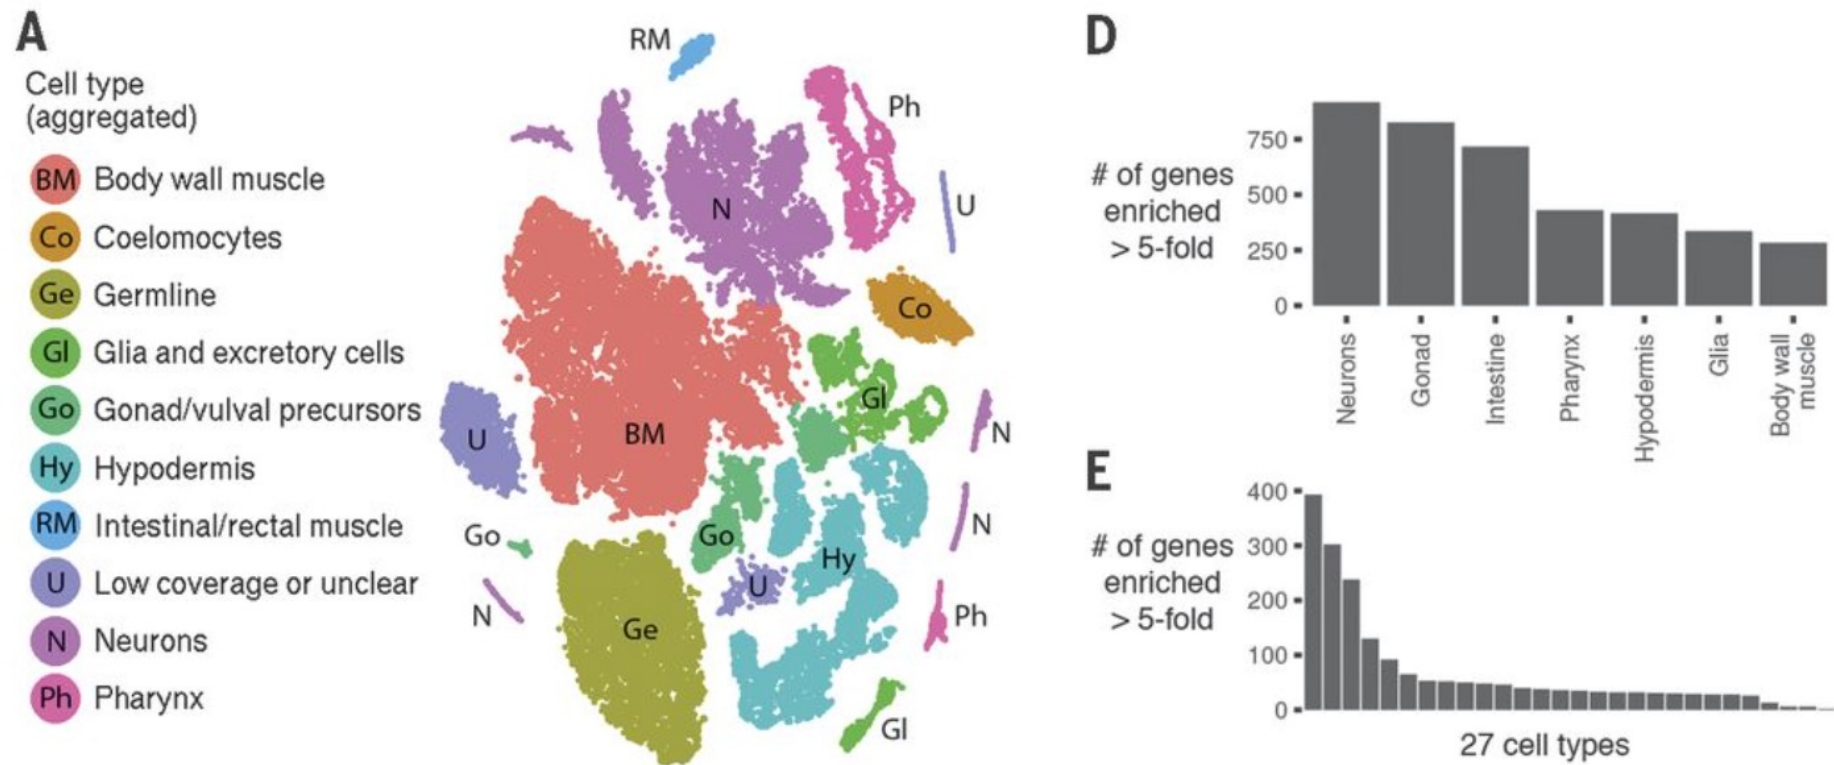 A
Cell type
(aggregated)
BM Body wall muscle
Co Coelomocytes
Ge Germline
Gl Glia and excretory cells
Go Gonad/vulval precursors
Hy Hypodermis
RM Intestinal/rectal muscle
U Low coverage or unclear
N Neurons
Ph Pharynx
RM
Ph
N
U
Co
Gl
BM
U
N
Go
Go
N
Hy
U
N
Ge
Ph
Gl
D
# of genes
enriched
> 5-fold
750
500
250
0
Neurons
Gonad
Intestine
Pharynx
Hypodermis
Glia
Body wall
muscle
E
# of genes
enriched
> 5-fold
400
300
200
100
0
27 cell types